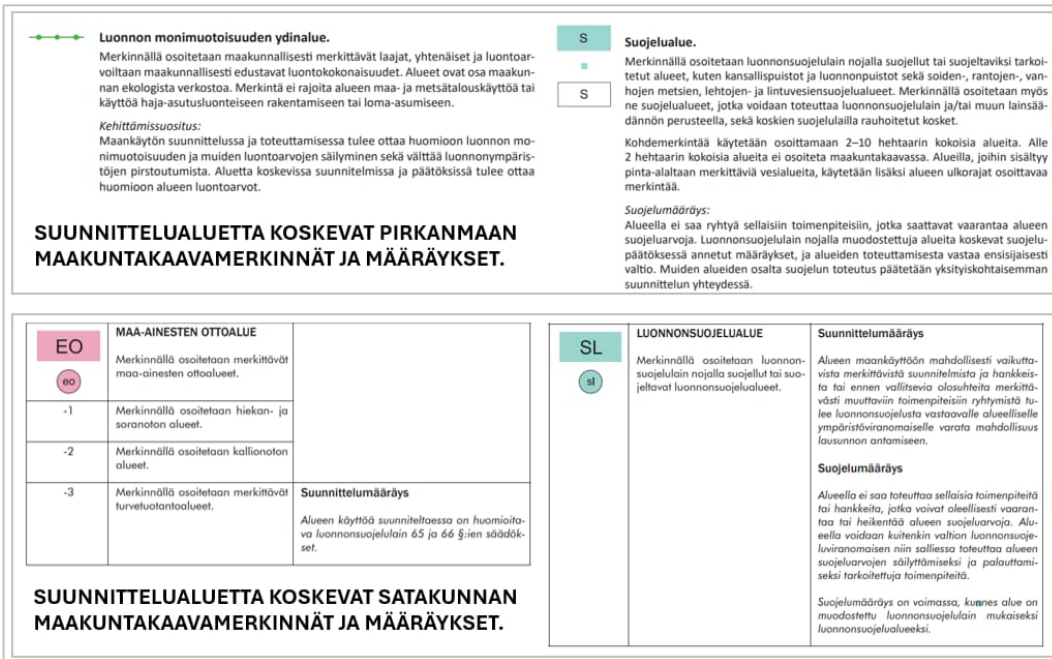 Luonnon monimuotoisuuden ydinalue.
Merkinnällä osoitetaan maakunnallisesti merkittävät laajat, yhtenäiset ja luontoar-
voiltaan maakunnallisesti edustavat luontokokonaisuudet. Alueet ovat osa maakun-
nan ekologista verkostoa. Merkintä ei rajoita alueen maa- ja metsätalouskäyttöä tai
käyttöä haja-asutusluonteiseen rakentamiseen tai loma-asumiseen.
Kehittämissuositus:
Maankäytön suunnittelussa ja toteuttamisessa tulee ottaa huomioon luonnon mo-
nimuotoisuuden ja muiden luontoarvojen säilyminen sekä välttää luonnonympäris-
töjen pirstoutumista. Aluetta koskevissa suunnitelmissa ja päätöksissä tulee ottaa
huomioon alueen luontoarvot.
SUUNNITTELUALUETTA KOSKEVAT PIRKANMAAN
MAAKUNTAKAAVAMERKINNÄT JA MÄÄRÄYKSET.
S
S
Suojelualue.
Merkinnällä osoitetaan luonnonsuojelulain nojalla suojellut tai suojeltaviksi tarkoi-
tetut alueet, kuten kansallispuistot ja luonnonpuistot sekä soiden-, rantojen-, van-
hojen metsien, lehtojen- ja lintuvesiensuojelualueet. Merkinnällä osoitetaan myös
ne suojelualueet, jotka voidaan toteuttaa luonnonsuojelulain ja/tai muun lainsää-
dännön perusteella, sekä koskien suojelulailla rauhoitetut kosket.
Kohdemerkintää käytetään osoittamaan 2–10 hehtaarin kokoisia alueita. Alle
2 hehtaarin kokoisia alueita ei osoiteta maakuntakaavassa. Alueilla, joihin sisältyy
pinta-alaltaan merkittäviä vesialueita, käytetään lisäksi alueen ulkorajat osoittavaa
merkintää.
Suojelumääräys:
Alueella ei saa ryhtyä sellaisiin toimenpiteisiin, jotka saattavat vaarantaa alueen
suojeluarvoja. Luonnonsuojelulain nojalla muodostettuja alueita koskevat suojelu-
päätöksessä annetut määräykset, ja alueiden toteuttamisesta vastaa ensisijaisesti
valtio. Muiden alueiden osalta suojelun toteutus päätetään yksityiskohtaisemman
suunnittelun yhteydessä.
EO
eo
MAA-AINESTEN OTTOALUE
Merkinnällä osoitetaan merkittävät
maa-ainesten ottoalueet.
-1
Merkinnällä osoitetaan hiekan- ja
soranoton alueet.
-2
Merkinnällä osoitetaan kallionoton
alueet.
-3
Merkinnällä osoitetaan merkittävät
turvetuotantoalueet.
Suunnittelumääräys
Alueen käyttöä suunniteltaessa on huomioita-
va luonnonsuojelulain 65 ja 66 §:ien säädök-
set.
SUUNNITTELUALUETTA KOSKEVAT SATAKUNNAN
MAAKUNTAKAAVAMERKINNÄT JA MÄÄRÄYKSET.
SL
sl
LUONNONSUOJELUALUE
Merkinnällä osoitetaan luonnon-
suojelulain nojalla suojellut tai suo-
jeltavat luonnonsuojelualueet.
Suunnittelumääräys
Alueen maankäyttöön mahdollisesti vaikutta-
vista merkittävistä suunnitelmista ja hankkeis-
ta tai ennen vallitsevia olosuhteita merkittä-
västi muuttaviin toimenpiteisiin ryhtymistä tu-
lee luonnonsuojelusta vastaavalle alueelliselle
ympäristöviranomaiselle varata mahdollisuus
lausunnon antamiseen.
Suojelumääräys
Alueella ei saa toteuttaa sellaisia toimenpiteitä
tai hankkeita, jotka voivat oleellisesti vaaran-
taa tai heikentää alueen suojeluarvoja. Alu-
eella voidaan kuitenkin valtion luonnonsuoje-
luviranomaisen niin salliessa toteuttaa alueen
suojeluarvojen säilyttämiseksi ja palauttami-
seksi tarkoitettuja toimenpiteitä.
Suojelumääräys on voimassa, kunnes alue on
muodostettu luonnonsuojelulain mukaiseksi
luonnonsuojelualueeksi.